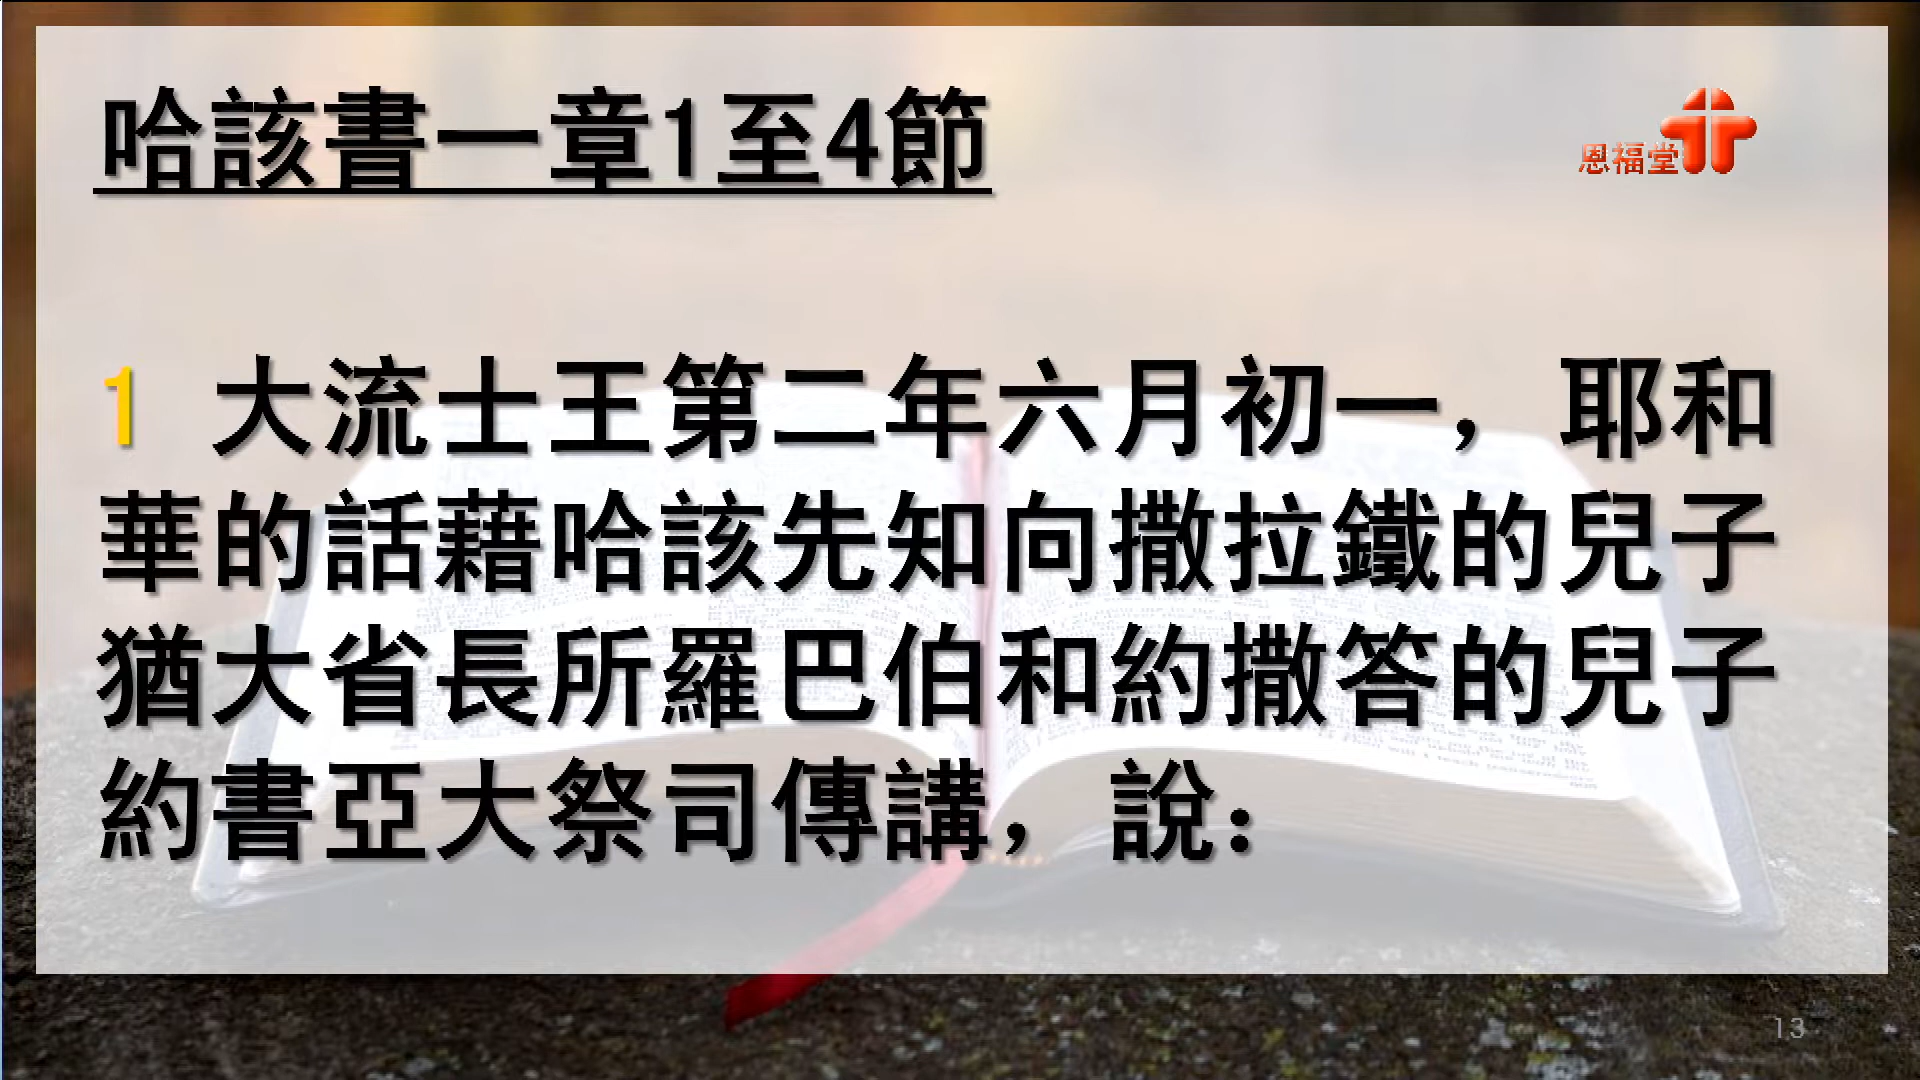 哈該書一章1至4節
恩福堂
1 大流士王第二年六月初一，耶和
華的話藉哈該先知向撒拉鐵的兒子
猶大省長所羅巴伯和約撒答的兒子
約書亞大祭司傳講，說：
13